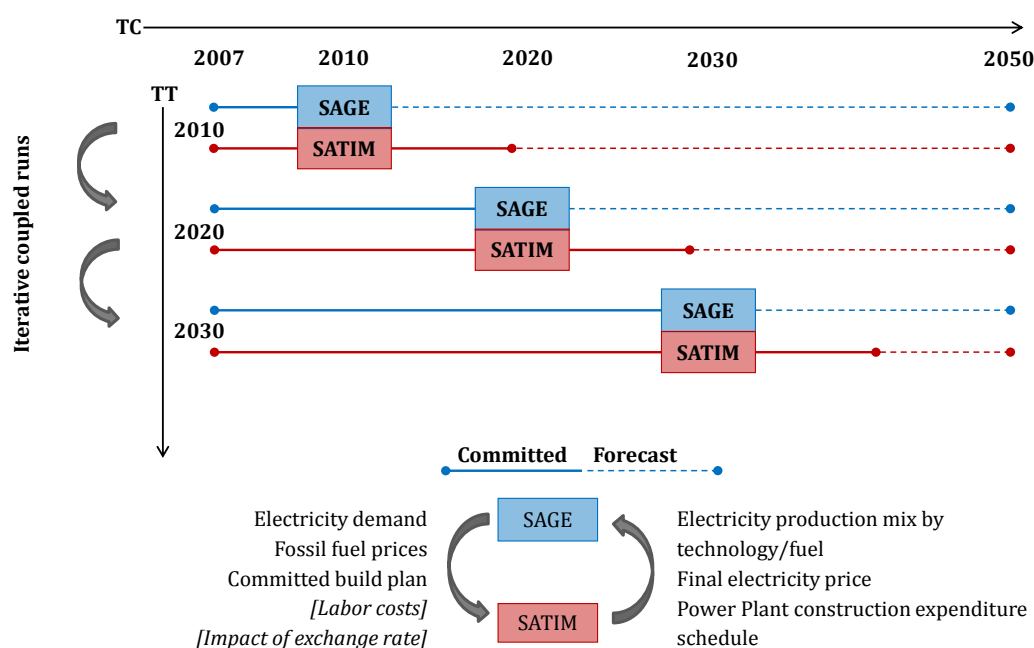 TC
2007 2010 2020 2030 2050
TT
SAGE
2010
SATIM
Iterative coupled runs
SAGE
2020
SATIM
SAGE
2030
SATIM
Committed Forecast
Electricity demand
Fossil fuel prices
Committed build plan
[Labor costs]
[Impact of exchange rate]
SAGE
SATIM
Electricity production mix by
technology/fuel
Final electricity price
Power Plant construction expenditure
schedule